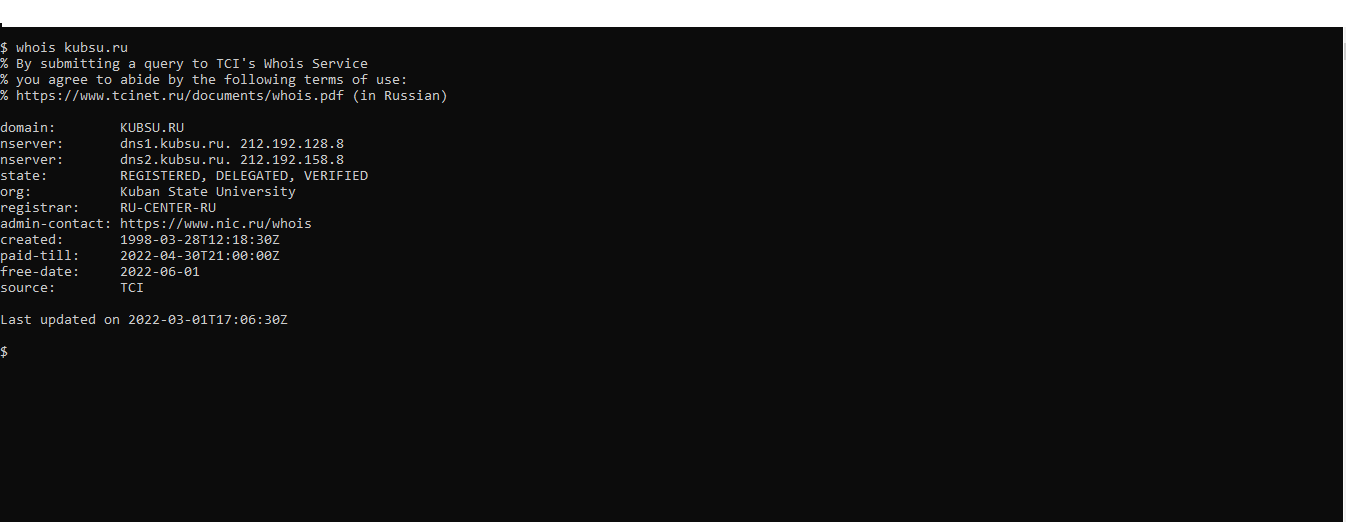 $ whois kubsu.ru
% By submitting a query to TCI's Whois Service
% you agree to abide by the following terms of use:
% https://www.tcinet.ru/documents/whois.pdf (in Russian)
domain: KUBSU.RU
nserver: dns1.kubsu.ru. 212.192.128.8
nserver: dns2.kubsu.ru. 212.192.158.8
state: REGISTERED, DELEGATED, VERIFIED
org: Kuban State University
registrar: RU-CENTER-RU
admin-contact: https://www.nic.ru/whois
created: 1998-03-28T12:18:30Z
paid-till: 2022-04-30T21:00:00Z
free-date: 2022-06-01
source: TCI
Last updated on 2022-03-01T17:06:30Z
$